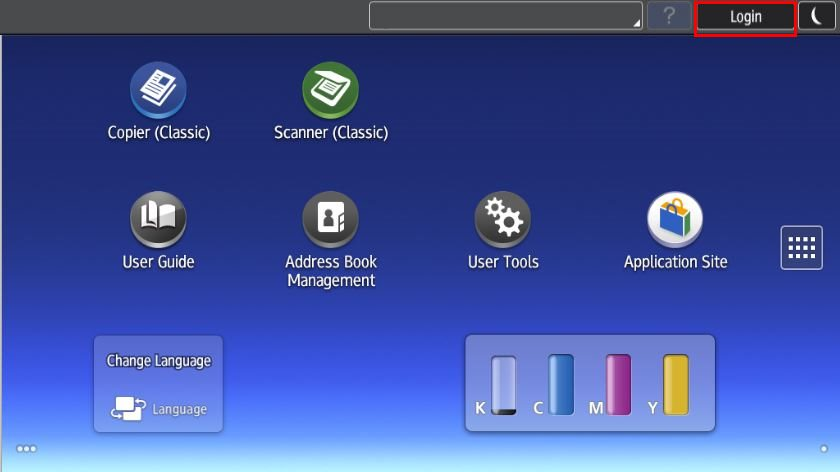 ?
Login
Copier (Classic)
Scanner (Classic)
User Guide
Address Book
Management
User Tools
Application Site
Change Language
Language
K
C
M
Y